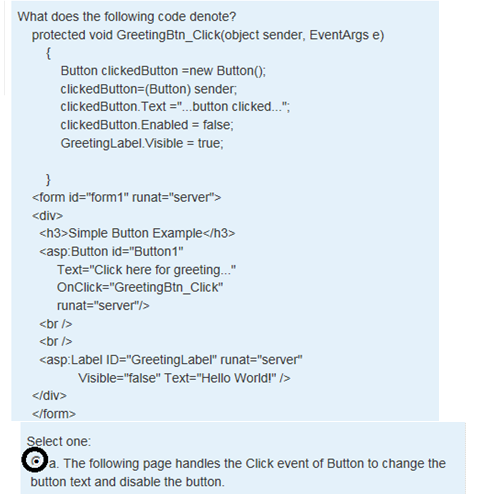 What does the following code denote?
protected void GreetingBtn_Click(object sender, EventArgs e)
{
Button clickedButton =new Button();
clickedButton=(Button) sender;
clickedButton.Text ="...button clicked...";
clickedButton.Enabled = false;
GreetingLabel.Visible = true;
}
<form id="form1" runat="server">
<div>
<h3>Simple Button Example</h3>
<asp:Button id="Button1"
Text="Click here for greeting..."
OnClick="GreetingBtn_Click"
runat="server"/>
<br />
<br />
<asp:Label ID="GreetingLabel" runat="server"
Visible="false" Text="Hello World!" />
</div>
</form>
Select one:
a. The following page handles the Click event of Button to change the
button text and disable the button.